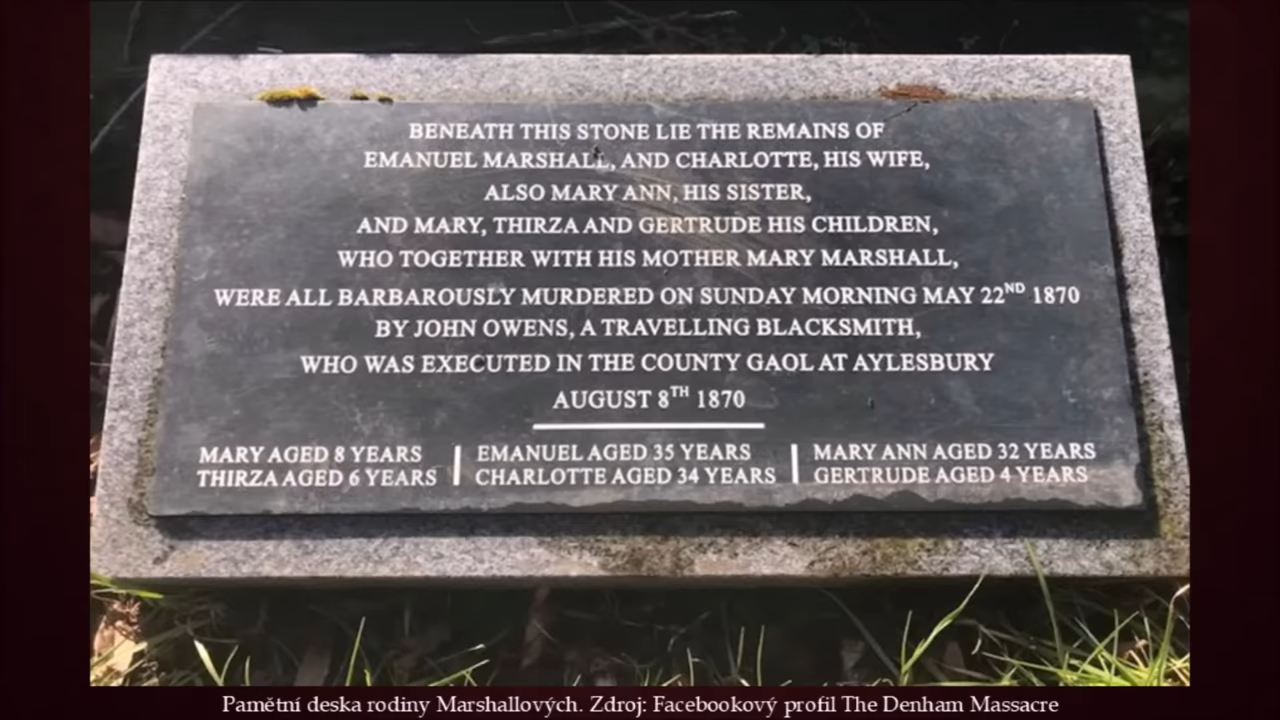 BENEATH THIS STONE LIE THE REMAINS OF
EMANUEL MARSHALL, AND CHARLOTTE, HIS WIFE,
ALSO MARY ANN, HIS SISTER,
AND MARY, THIRZA AND GERTRUDE HIS CHILDREN,
WHO TOGETHER WITH HIS MOTHER MARY MARSHALL,
WERE ALL BARBAROUSLY MURDERED ON SUNDAY MORNING MAY 22ND 1870
BY JOHN OWENS, A TRAVELLING BLACKSMITH,
WHO WAS EXECUTED IN THE COUNTY GAOL AT AYLESBURY
AUGUST 8TH 1870
MARY AGED 8 YEARS
THIRZA AGED 6 YEARS
EMANUEL AGED 35 YEARS
CHARLOTTE AGED 34 YEARS
MARY ANN AGED 32 YEARS
GERTRUDE AGED 4 YEARS
Pamětní deska rodiny Marshallových. Zdroj: Facebookový profil The Denham Massacre